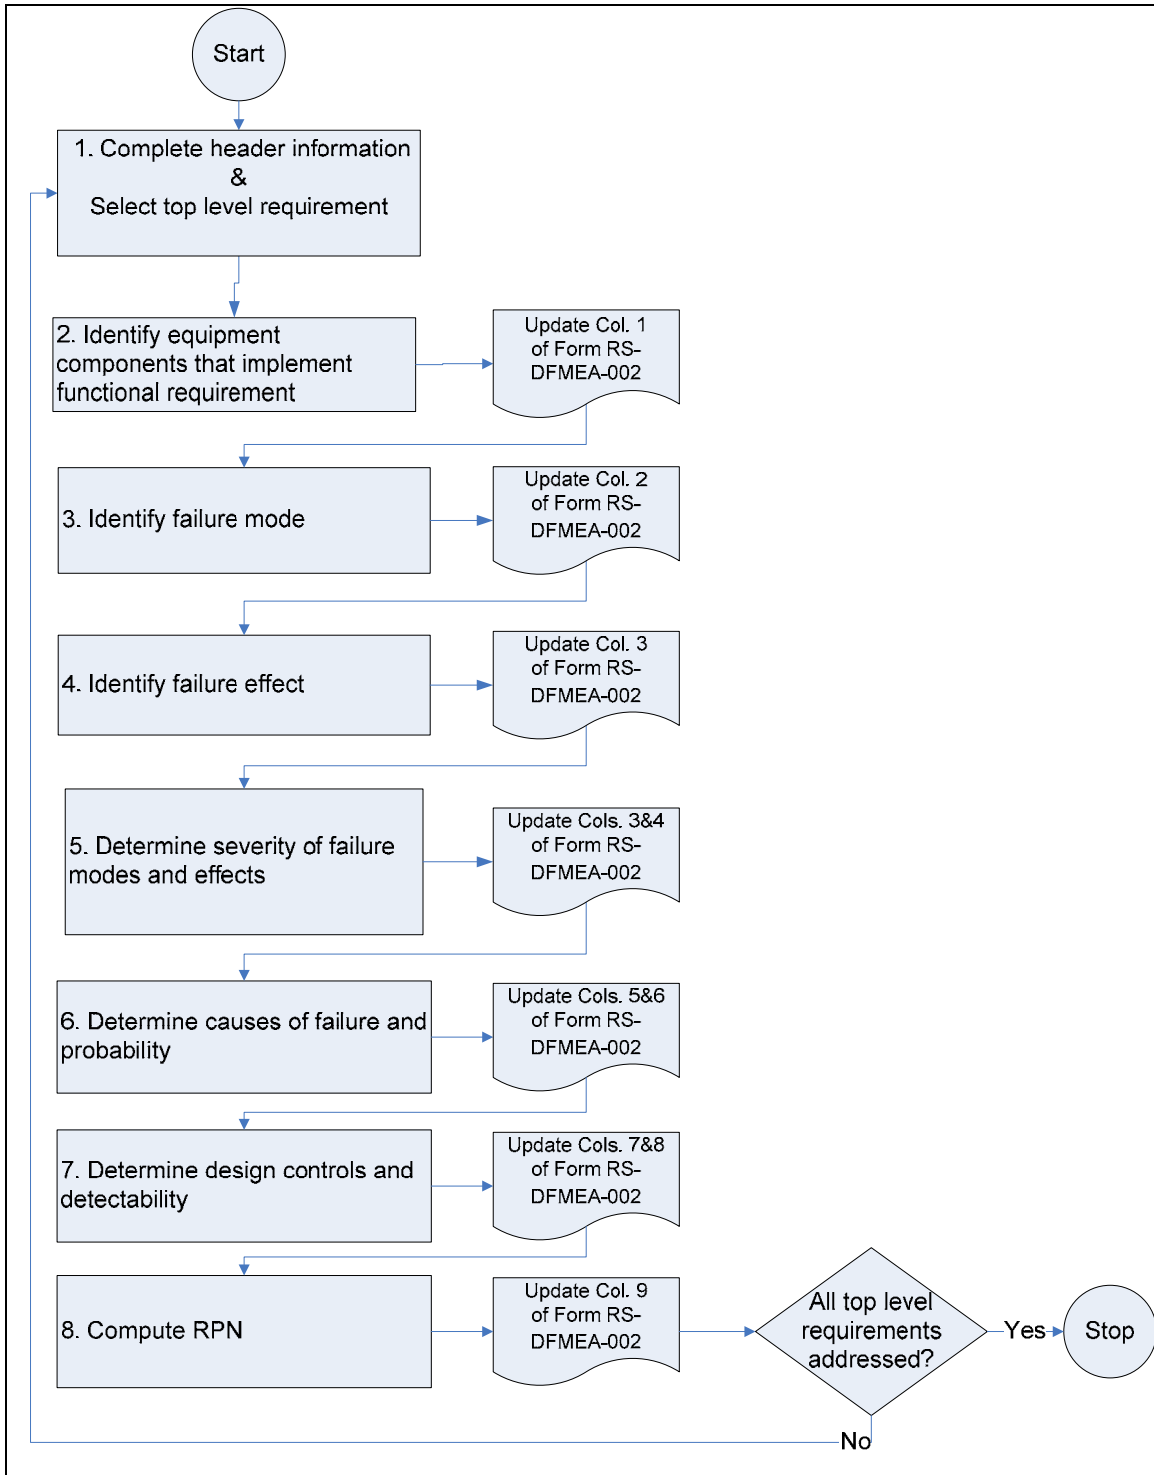 Start
1. Complete header information
&
Select top level requirement
2. Identify equipment
components that implement
functional requirement
Update Col. 1
of Form RS-
DFMEA-002
3. Identify failure mode
Update Col. 2
of Form RS-
DFMEA-002
4. Identify failure effect
Update Col. 3
of Form RS-
DFMEA-002
5. Determine severity of failure
modes and effects
Update Cols. 3&4
of Form RS-
DFMEA-002
6. Determine causes of failure and
probability
Update Cols. 5&6
of Form RS-
DFMEA-002
7. Determine design controls and
detectability
Update Cols. 7&8
of Form RS-
DFMEA-002
8. Compute RPN
Update Col. 9
of Form RS-
DFMEA-002
All top level
requirements
addressed?
Yes
Stop
No